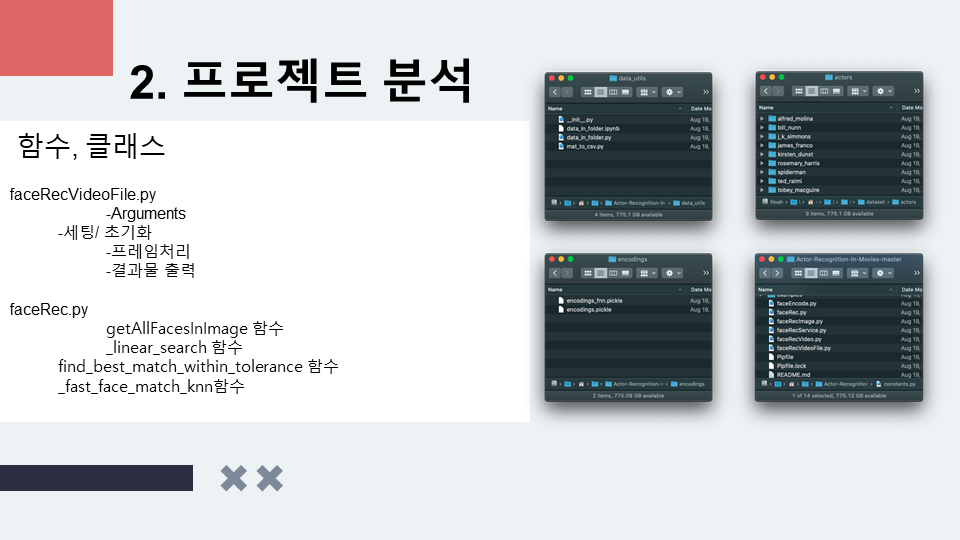 2. 프로젝트 분석
함수, 클래스
faceRecVideoFile.py
-Arguments
-세팅/ 초기화
-프레임처리
-결과물 출력
faceRec.py
getAllFacesInImage 함수
_linear_search 함수
find_best_match_within_tolerance 함수
_fast_face_match_knn함수
data_utils
Name Date Mo
__init__.py Aug 19,
data_in_folder.ipynb Aug 19,
data_in_folder.py Aug 19,
mat_to_csv.py Aug 19,
Actor-Recognition-In data_utils
4 items, 775.1 GB available
actors
Name Date Mo
alfred_molina Aug 19,
bill_nunn Aug 19,
j_k_simmons Aug 19,
james_franco Aug 19,
kirsten_dunst Aug 19,
rosemary_harris Aug 19,
spiderman Aug 19,
ted_raimi Aug 19,
tobey_macguire Aug 19,
Noah dataset actors
9 items, 775.1 GB available
encodings
Name Date Mo
encodings_fnn.pickle Aug 19,
encodings.pickle Aug 19,
Actor-Recognition-In encodings
2 items, 775.09 GB available
Actor-Recognition-In-Movies-master
Name Date Mo
examples Aug 19,
faceEncode.py Aug 19,
faceRec.py Aug 19,
faceRecImage.py Aug 19,
faceRecService.py Aug 19,
faceRecVideo.py Aug 19,
faceRecVideoFile.py Aug 19,
Pipfile Aug 19,
Pipfile.lock Aug 19,
README.md Aug 19,
Actor-Recognition constants.py
1 of 14 selected, 775.12 GB available